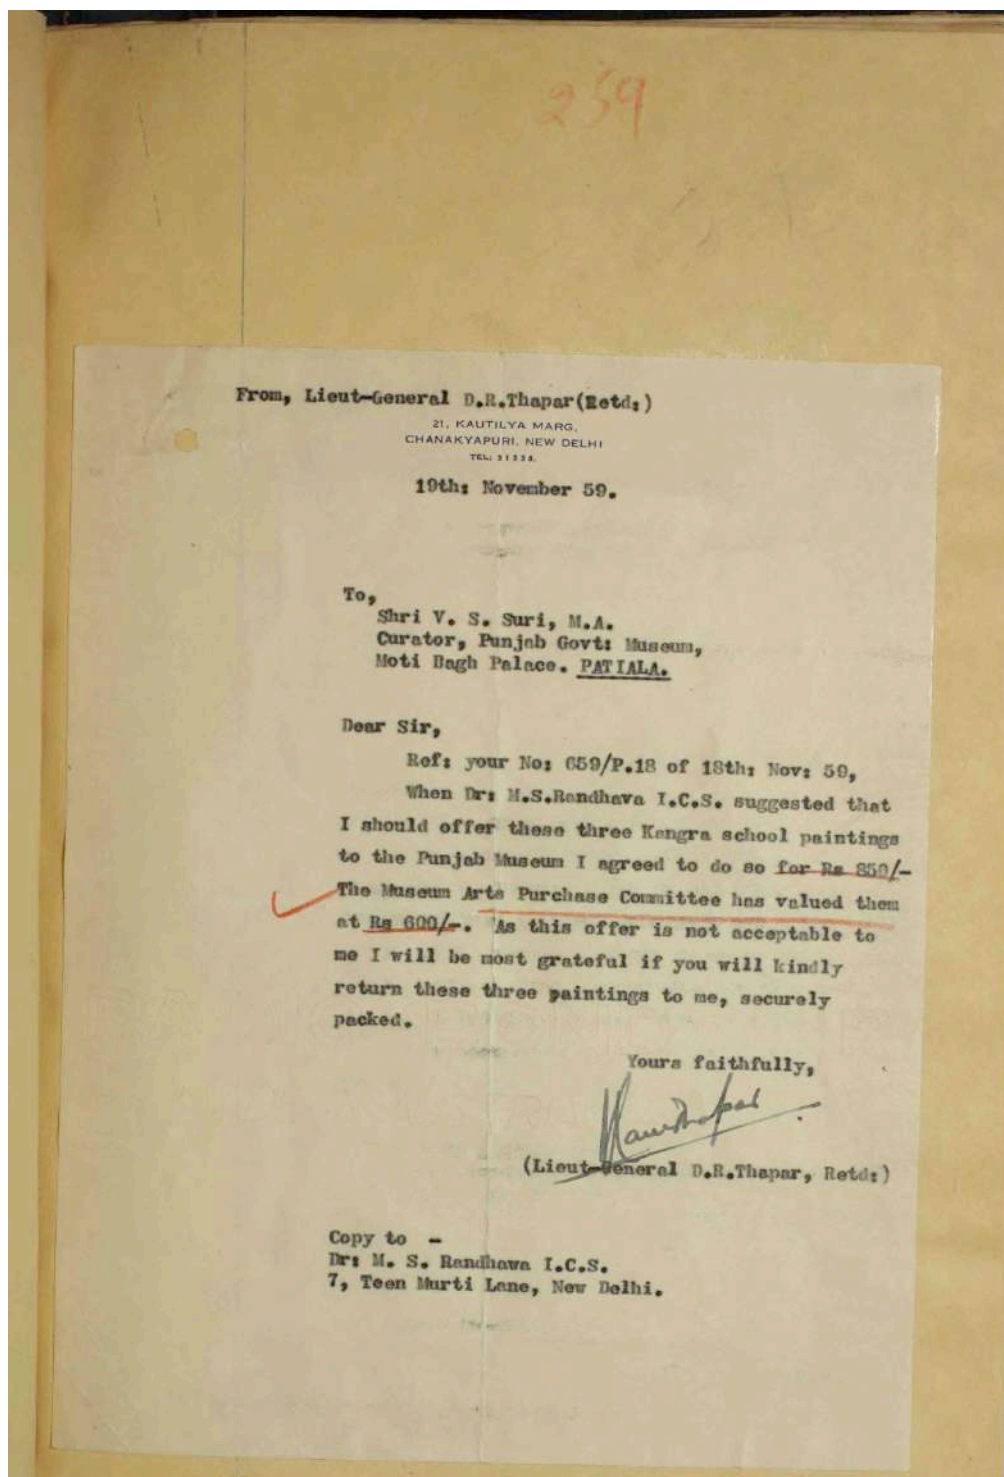 259
From, Lieut-General D.R.Thapar(Retd:)
21, KAUTILYA MARG,
CHANAKYAPURI, NEW DELHI
TEL: 31338.
19th: November 59.
To,
Shri V. S. Suri, M.A.
Curator, Punjab Govt: Museum,
Moti Bagh Palace. PATIALA.
Dear Sir,
Ref: your No: 659/P.18 of 18th: Nov: 59,
When Dr: M.S.Randhava I.C.S. suggested that
I should offer these three Kangra school paintings
to the Punjab Museum I agreed to do so for Rs 850/-
The Museum Arts Purchase Committee has valued them
at Rs 600/-. As this offer is not acceptable to
me I will be most grateful if you will kindly
return these three paintings to me, securely
packed.
Yours faithfully,
(Lieut-General D.R.Thapar, Retd:)
Copy to -
Dr: M. S. Randhawa I.C.S.
7, Teen Murti Lane, New Delhi.